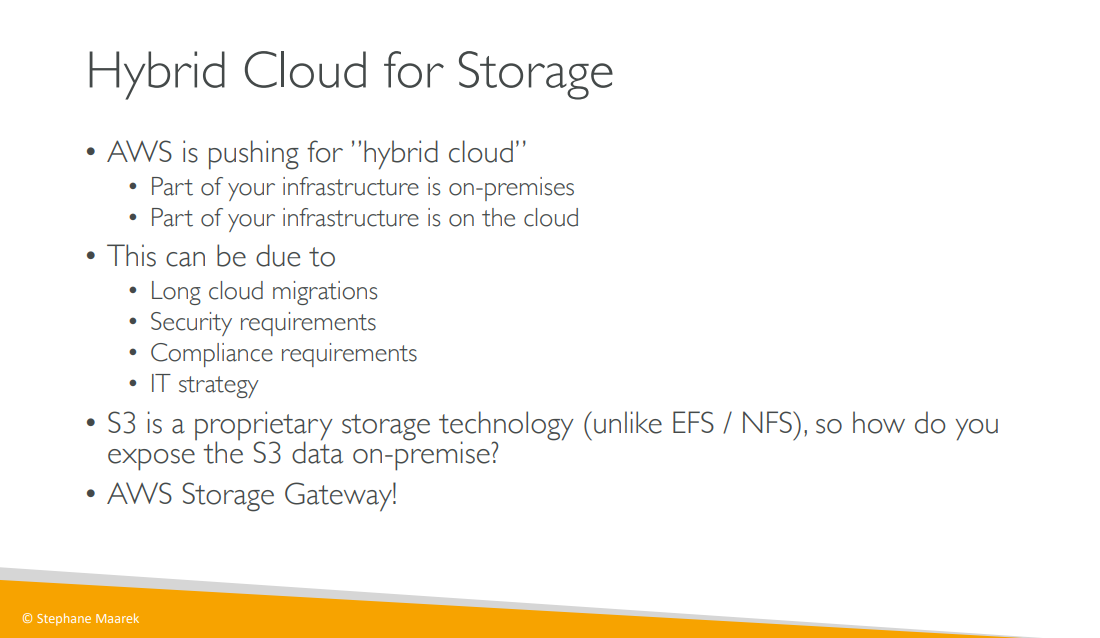 Hybrid Cloud for Storage
• AWS is pushing for ”hybrid cloud”
• Part of your infrastructure is on-premises
• Part of your infrastructure is on the cloud
• This can be due to
• Long cloud migrations
• Security requirements
• Compliance requirements
• IT strategy
• S3 is a proprietary storage technology (unlike EFS / NFS), so how do you
expose the S3 data on-premise?
• AWS Storage Gateway!
© Stephane Maarek